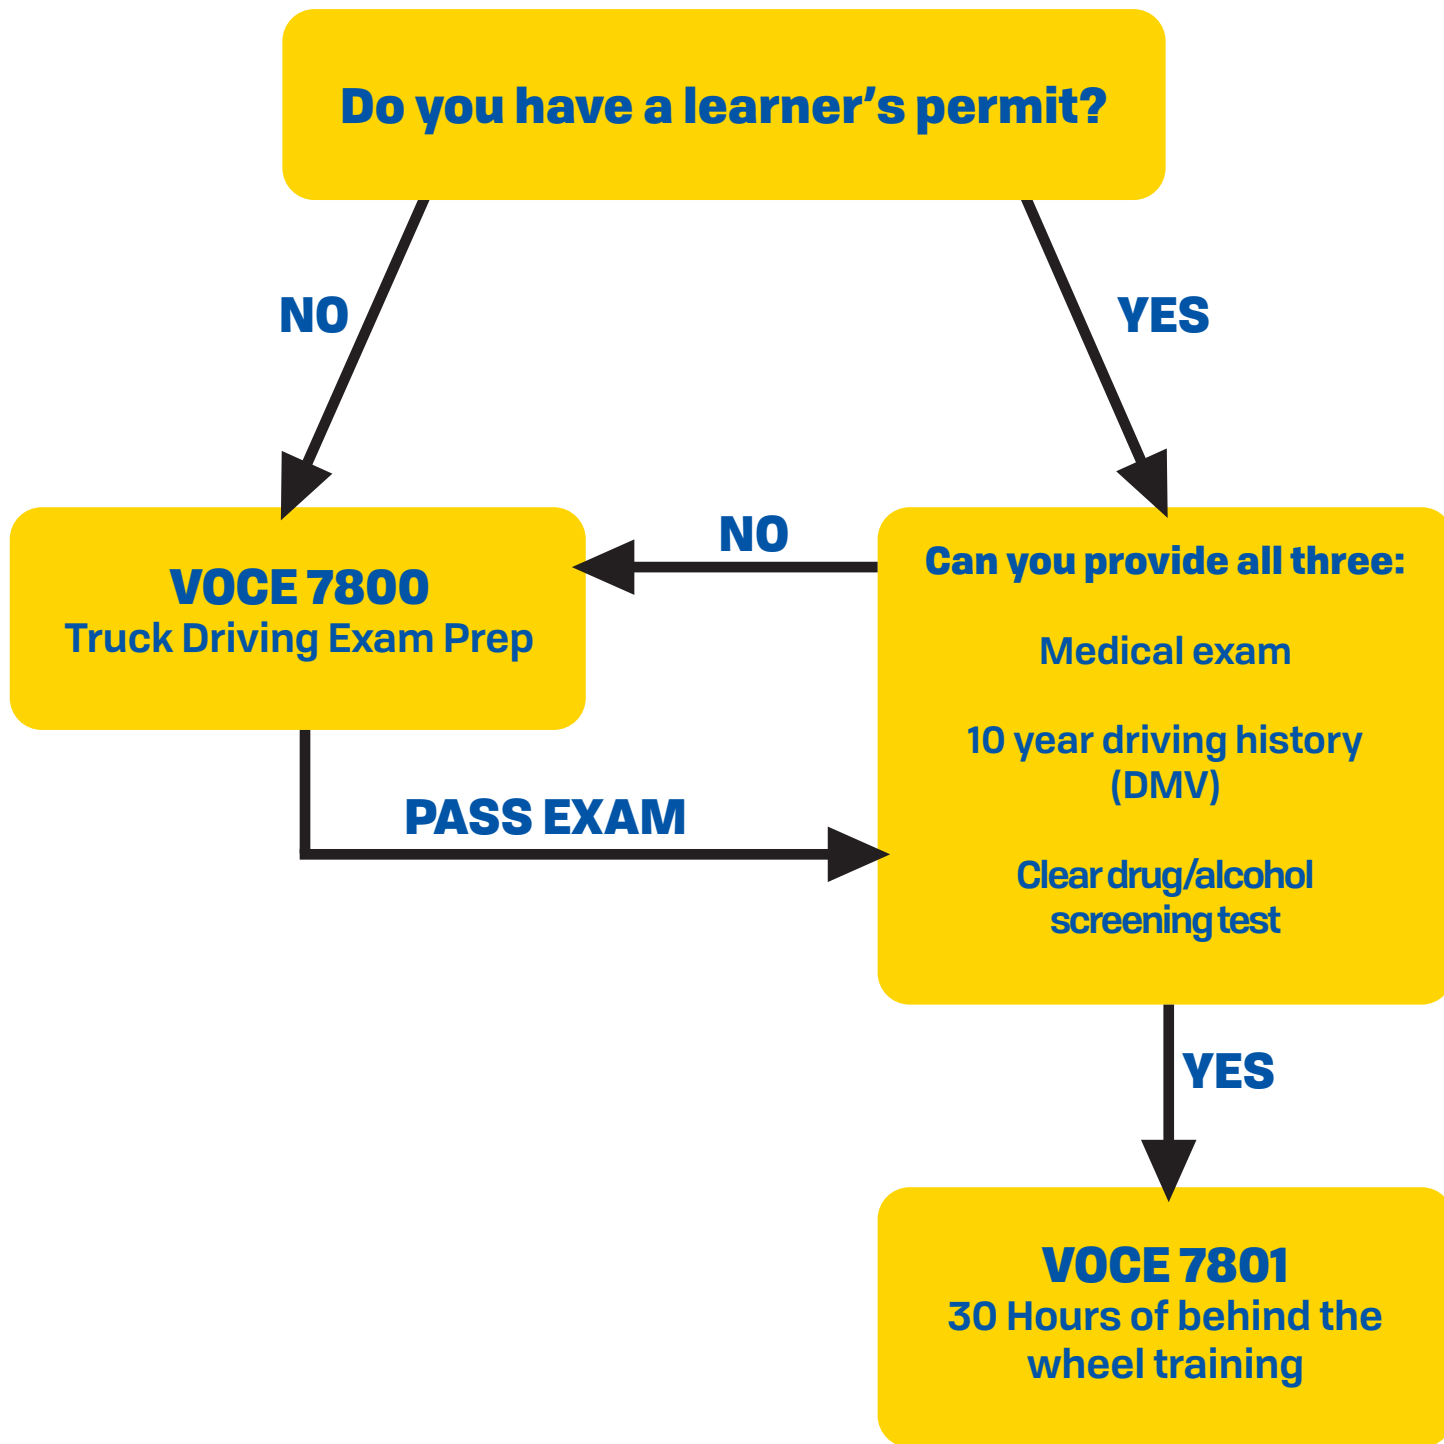 Do you have a learner’s permit?
NO
YES
NO
VOCE 7800
Truck Driving Exam Prep
Can you provide all three:
Medical exam
10 year driving history
(DMV)
Clear drug/alcohol
screening test
PASS EXAM
YES
VOCE 7801
30 Hours of behind the
wheel training